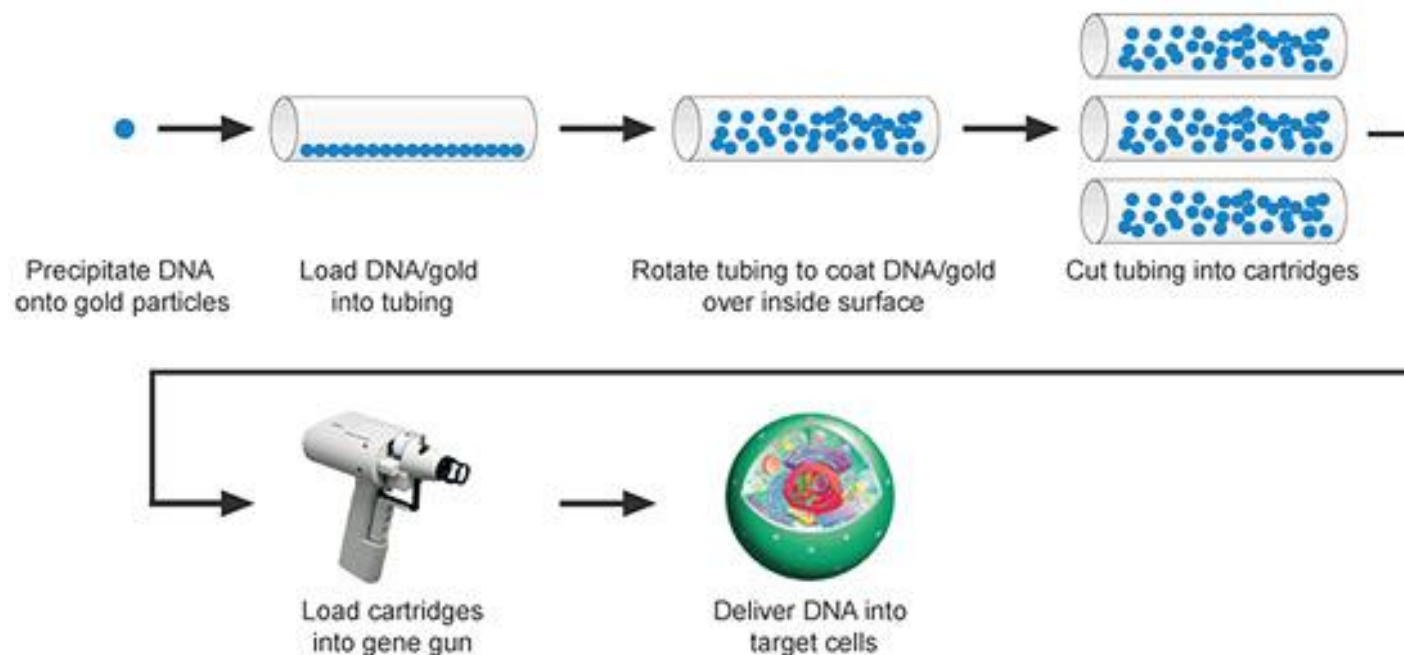 Precipitate DNA
onto gold particles
Load DNA/gold
into tubing
Rotate tubing to coat DNA/gold
over inside surface
Cut tubing into cartridges
Load cartridges
into gene gun
Deliver DNA into
target cells